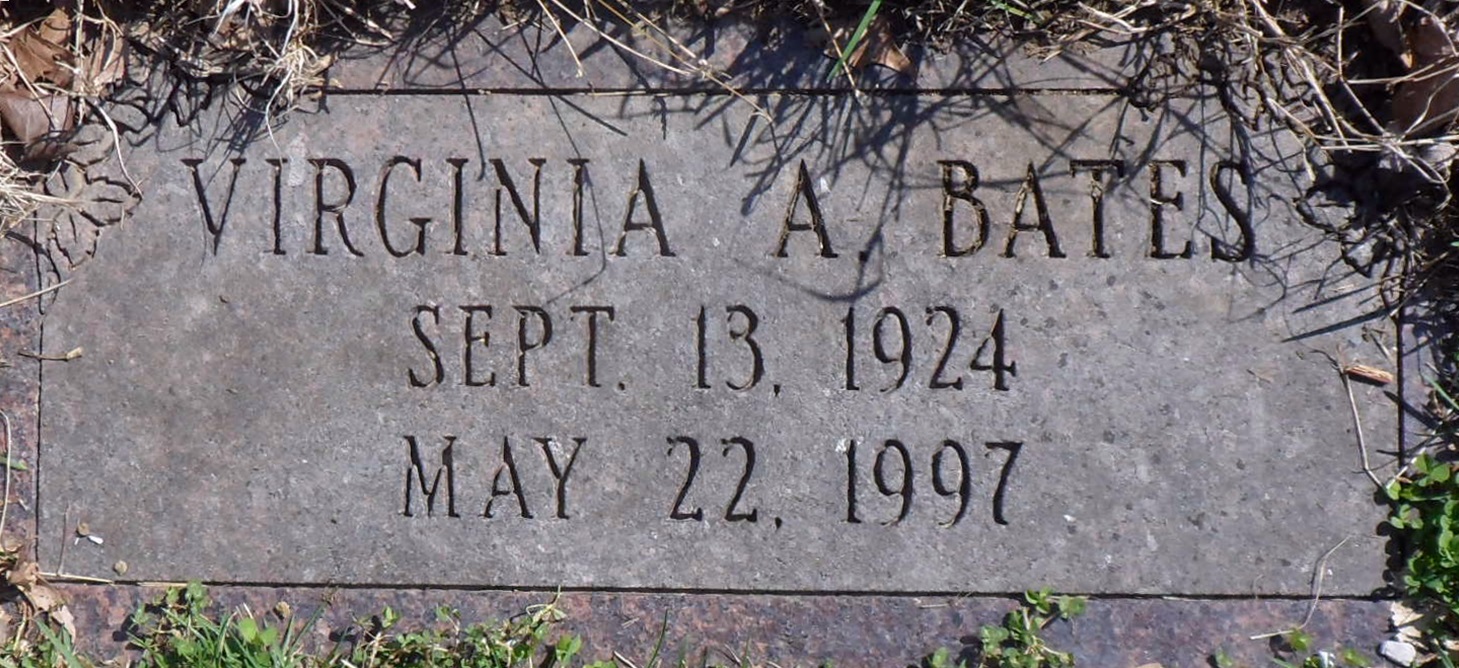 VIRGINIA A. BATES
SEPT. 13, 1924
MAY 22, 1997